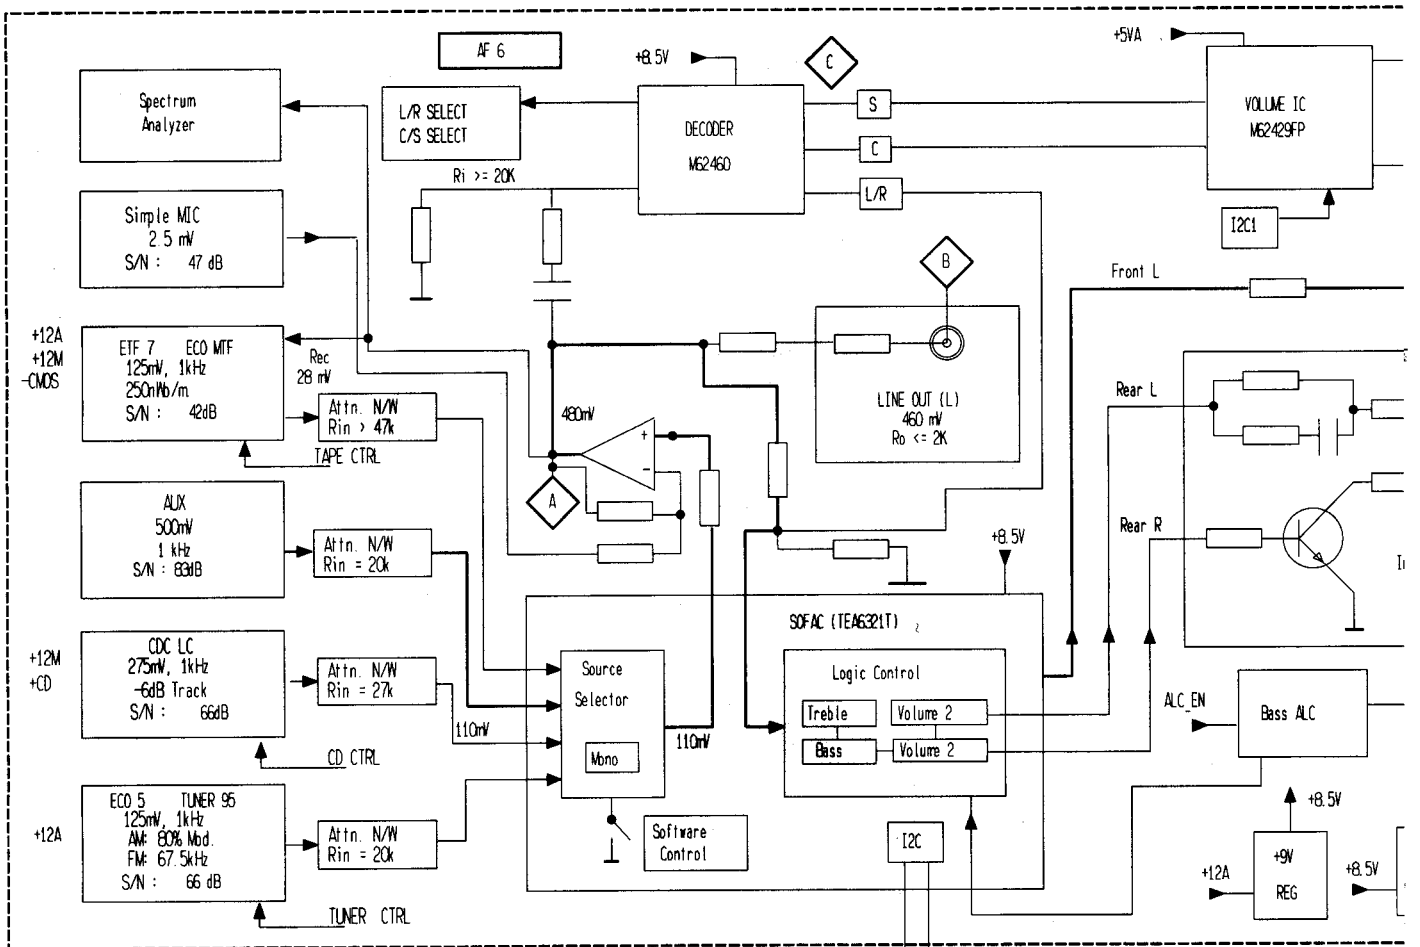 AF 6
+8.5V
C
+5VA
Spectrum
Analyzer
L/R SELECT
C/S SELECT
DECODER
M62460
S
C
L/R
VOLUME IC
M62429FP
I2C1
Ri >= 20K
Simple MIC
2.5 mV
S/N : 47 dB
B
Front L
+12A
+12M
-CMOS
ETF 7 ECO MTF
125mV, 1kHz
250nWb/m
S/N : 42dB
Rec
28 mV
Attn. N/W
Rin > 47k
TAPE CTRL
480mV
+
-
A
LINE OUT (L)
460 mV
Ro <= 2K
Rear L
Rear R
AUX
500mV
1 kHz
S/N : 83dB
Attn. N/W
Rin = 20k
+8.5V
SOFAC (TEA6321T)
+12M
+CD
CDC LC
275mV, 1kHz
-6dB Track
S/N : 66dB
Attn. N/W
Rin = 27k
110mV
CD CTRL
Source
Selector
Mono
110mV
Logic Control
Treble
Volume 2
Bass
Volume 2
ALC_EN
Bass ALC
+12A
ECO 5 TUNER 95
125mV, 1kHz
AM: 80% Mod.
FM: 67.5kHz
S/N : 66 dB
Attn. N/W
Rin = 20k
TUNER CTRL
Software
Control
I2C
+8.5V
+12A
+9V
REG
+8.5V